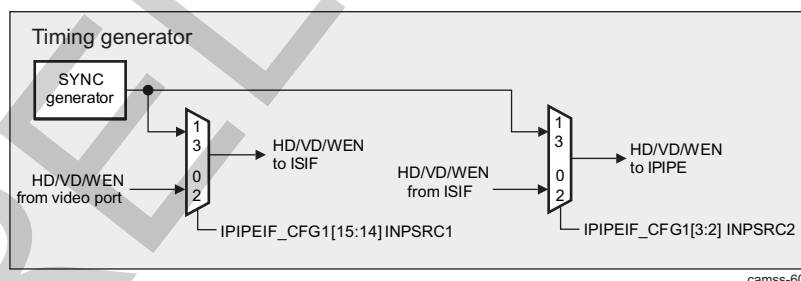 Timing generator
SYNC
generator
1
3
0
2
HD/VD/WEN
to ISIF
HD/VD/WEN
from video port
IPIPEIF_CFG1[15:14] INPSRC1
HD/VD/WEN
from ISIF
1
3
0
2
HD/VD/WEN
to IPIPE
IPIPEIF_CFG1[3:2] INPSRC2